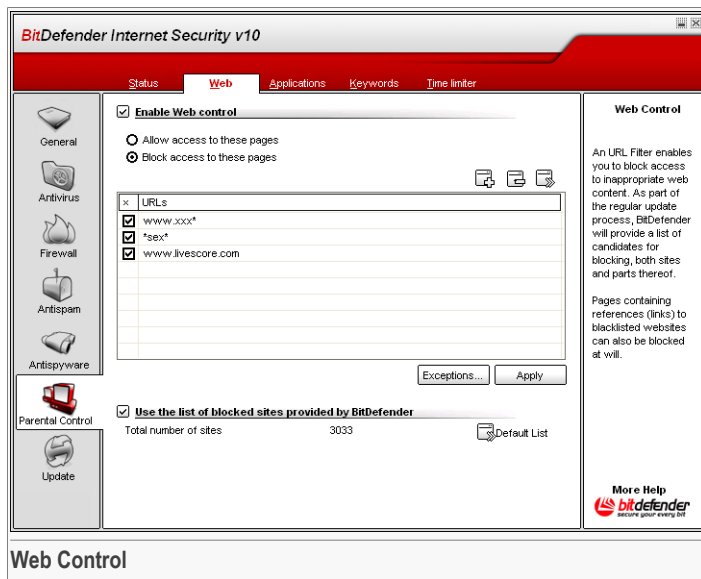 BitDefender Internet Security v10
Status Web Applications Keywords Time limiter
General
Antivirus
Firewall
Antispam
Antispyware
Parental Control
Update
Enable Web control
Allow access to these pages
Block access to these pages
× URLs
www.xxx*
*sex*
www.livescore.com
Exceptions... Apply
Use the list of blocked sites provided by BitDefender
Total number of sites 3033 Default List
Web Control
An URL Filter enables
you to block access
to inappropriate web
content. As part of
the regular update
process, BitDefender
will provide a list of
candidates for
blocking, both sites
and parts thereof.
Pages containing
references (links) to
blacklisted websites
can also be blocked
at will.
More Help
bitdefender
secure your every bit
Web Control